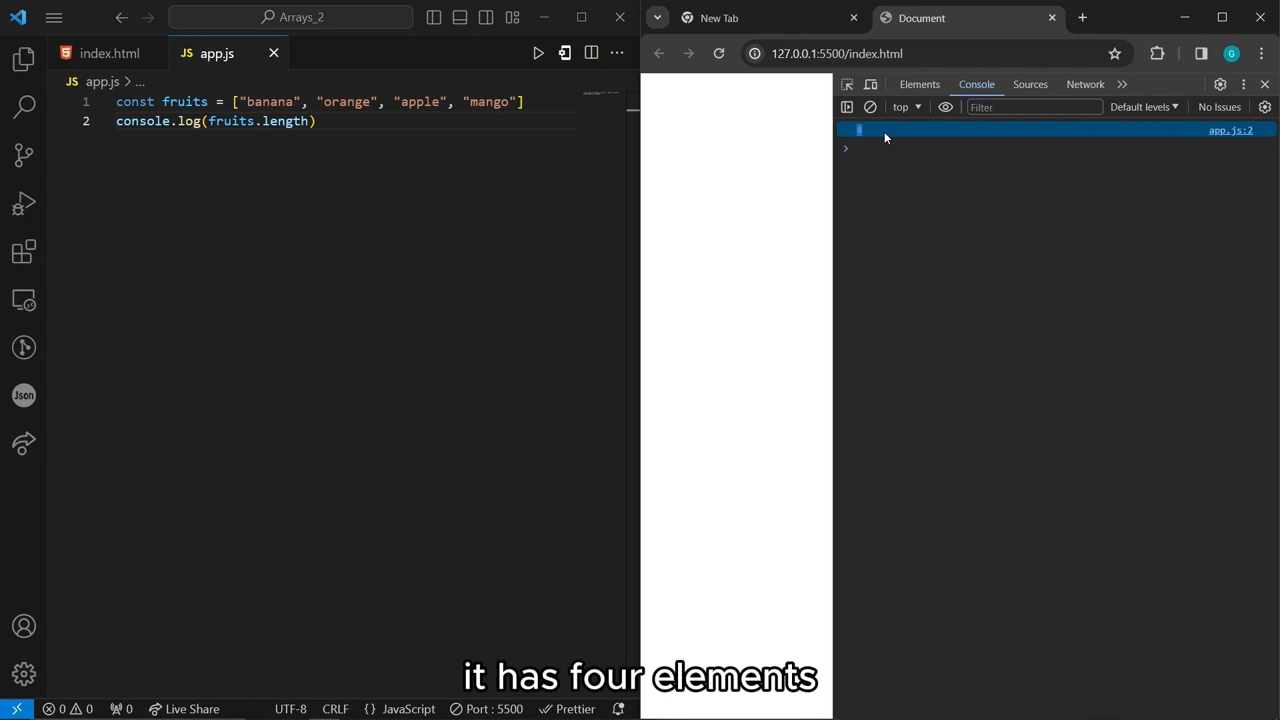 Arrays_2
index.html
JS app.js
JS app.js > ...
1 const fruits = ["banana", "orange", "apple", "mango"]
2 console.log(fruits.length)
Json
0 0 0 Live Share UTF-8 CRLF {} JavaScript Port : 5500 Prettier
New Tab
Document
127.0.0.1:5500/index.html
G
Elements Console Sources Network
top Filter Default levels No Issues
4 app.js:2
>
it has four elements